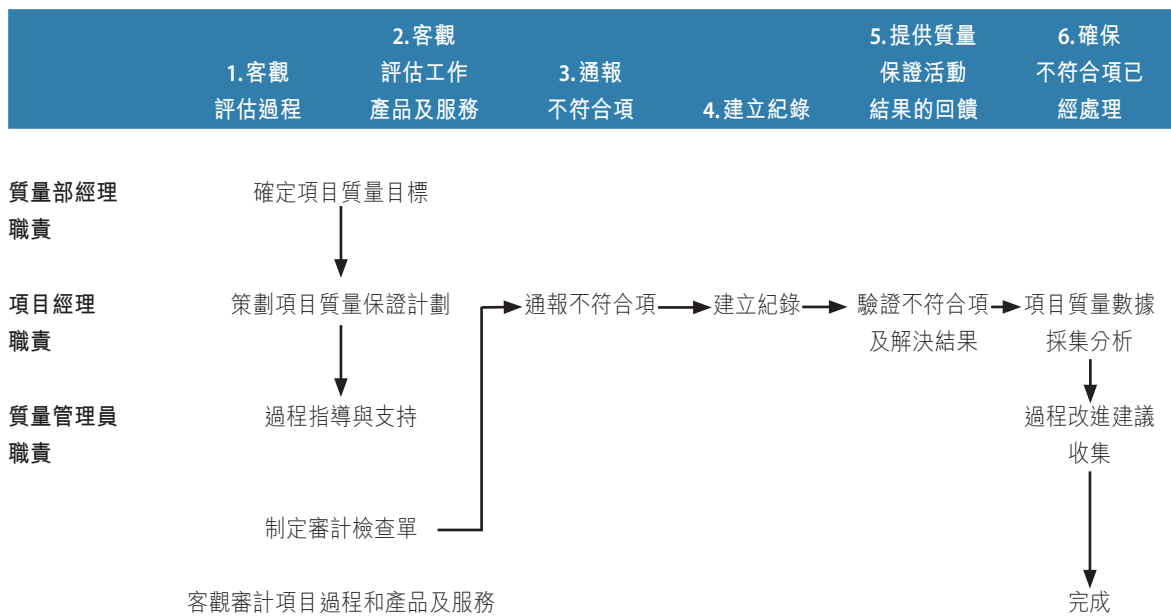 1.客觀
評估過程
2.客觀
評估工作
產品及服務
3.通報
不符合項
4.建立紀錄
5.提供質量
保證活動
結果的回饋
6.確保
不符合項已
經處理
質量部經理
職責
確定項目質量目標
項目經理
職責
策劃項目質量保證計劃
通報不符合項
建立紀錄
驗證不符合項
及解決結果
項目質量數據
採集分析
質量管理員
職責
過程指導與支持
過程改進建議
收集
制定審計檢查單
客觀審計項目過程和產品及服務
完成